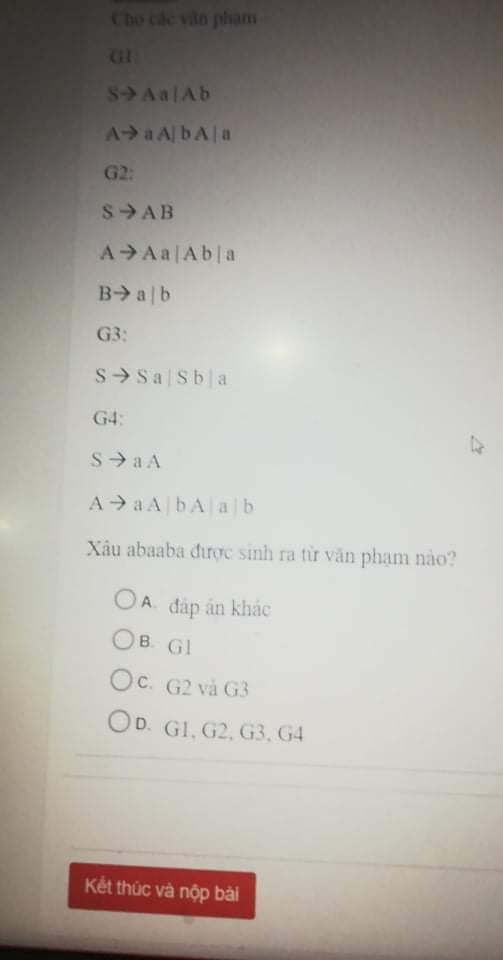 Cho các văn phạm
G1:
S→ A a | A b
A→ a A| b A | a
G2:
S → A B
A → A a | A b | a
B→ a | b
G3:
S → S a | S b | a
G4:
S → a A
A → a A | b A | a | b
Xâu abaaba được sinh ra từ văn phạm nào?
A. đáp án khác
B. G1
C. G2 và G3
D. G1, G2, G3, G4
Kết thúc và nộp bài